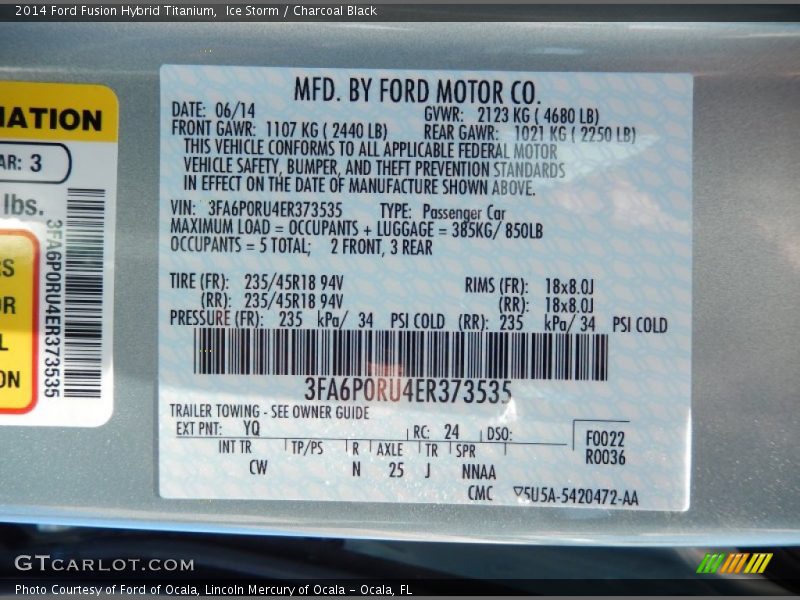 2014 Ford Fusion Hybrid Titanium,  Ice Storm / Charcoal Black
MFD. BY FORD MOTOR CO.
DATE: 06/14
GVWR: 2123 KG ( 4680 LB)
FRONT GAWR: 1107 KG ( 2440 LB)
REAR GAWR: 1021 KG ( 2250 LB)
THIS VEHICLE CONFORMS TO ALL APPLICABLE FEDERAL MOTOR
VEHICLE SAFETY, BUMPER, AND THEFT PREVENTION STANDARDS
IN EFFECT ON THE DATE OF MANUFACTURE SHOWN ABOVE.
VIN: 3FA6P0RU4ER373535 TYPE: Passenger Car
MAXIMUM LOAD = OCCUPANTS + LUGGAGE = 385KG/ 850LB
OCCUPANTS = 5 TOTAL; 2 FRONT, 3 REAR
TIRE (FR): 235/45R18 94V RIMS (FR): 18x8.0J
(RR): 235/45R18 94V (RR): 18x8.0J
PRESSURE (FR): 235 kPa/ 34 PSI COLD (RR): 235 kPa/ 34 PSI COLD
3FA6P0RU4ER373535
TRAILER TOWING - SEE OWNER GUIDE
EXT PNT: YQ RC: 24 DSO:
F0022
R0036
INT TR TP/PS R AXLE TR SPR
CW N 25 J NNAA
CMC ▽5U5A-5420472-AA
MATION
AR: 3
lbs.
RS
OR
L
ON
3FA6P0RU4ER373535
GTCARLOT.COM
Photo Courtesy of Ford of Ocala, Lincoln Mercury of Ocala – Ocala, FL